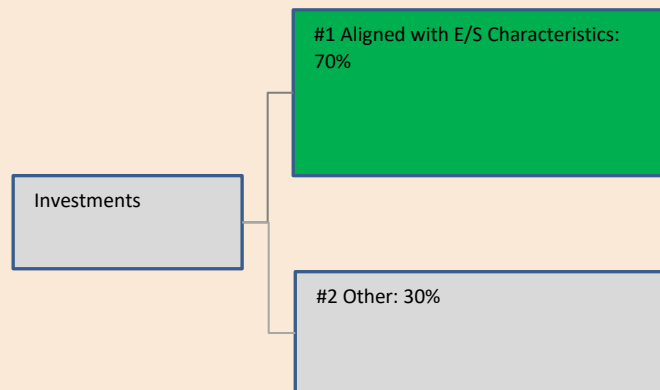 #1 Aligned with E/S Characteristics:
70%
Investments
#2 Other: 30%